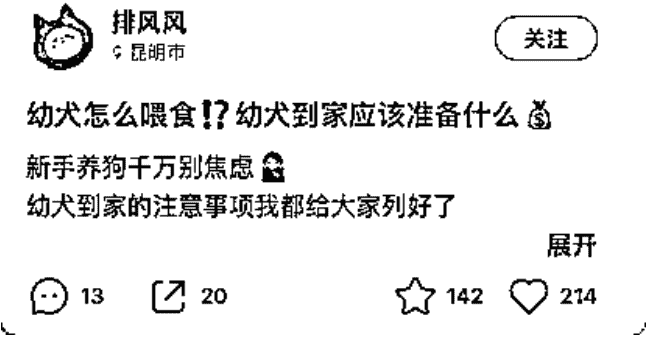 排风风
昆明市
关注
幼犬怎么喂食⁉️幼犬到家应该准备什么💰
新手养狗千万别焦虑
幼犬到家的注意事项我都给大家列好了
展开
13
20
142
214